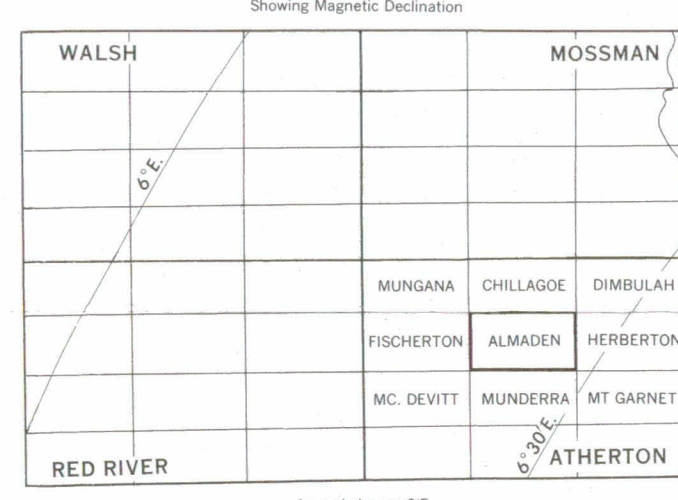 Showing Magnetic Declination
WALSH MOSSMAN
6°E.
MUNGANA CHILLAGOE DIMBULAH
FISCHERTON ALMADEN HERBERTON
MC. DEVITT MUNDERRA MT GARNET
6°30'E.
RED RIVER ATHERTON